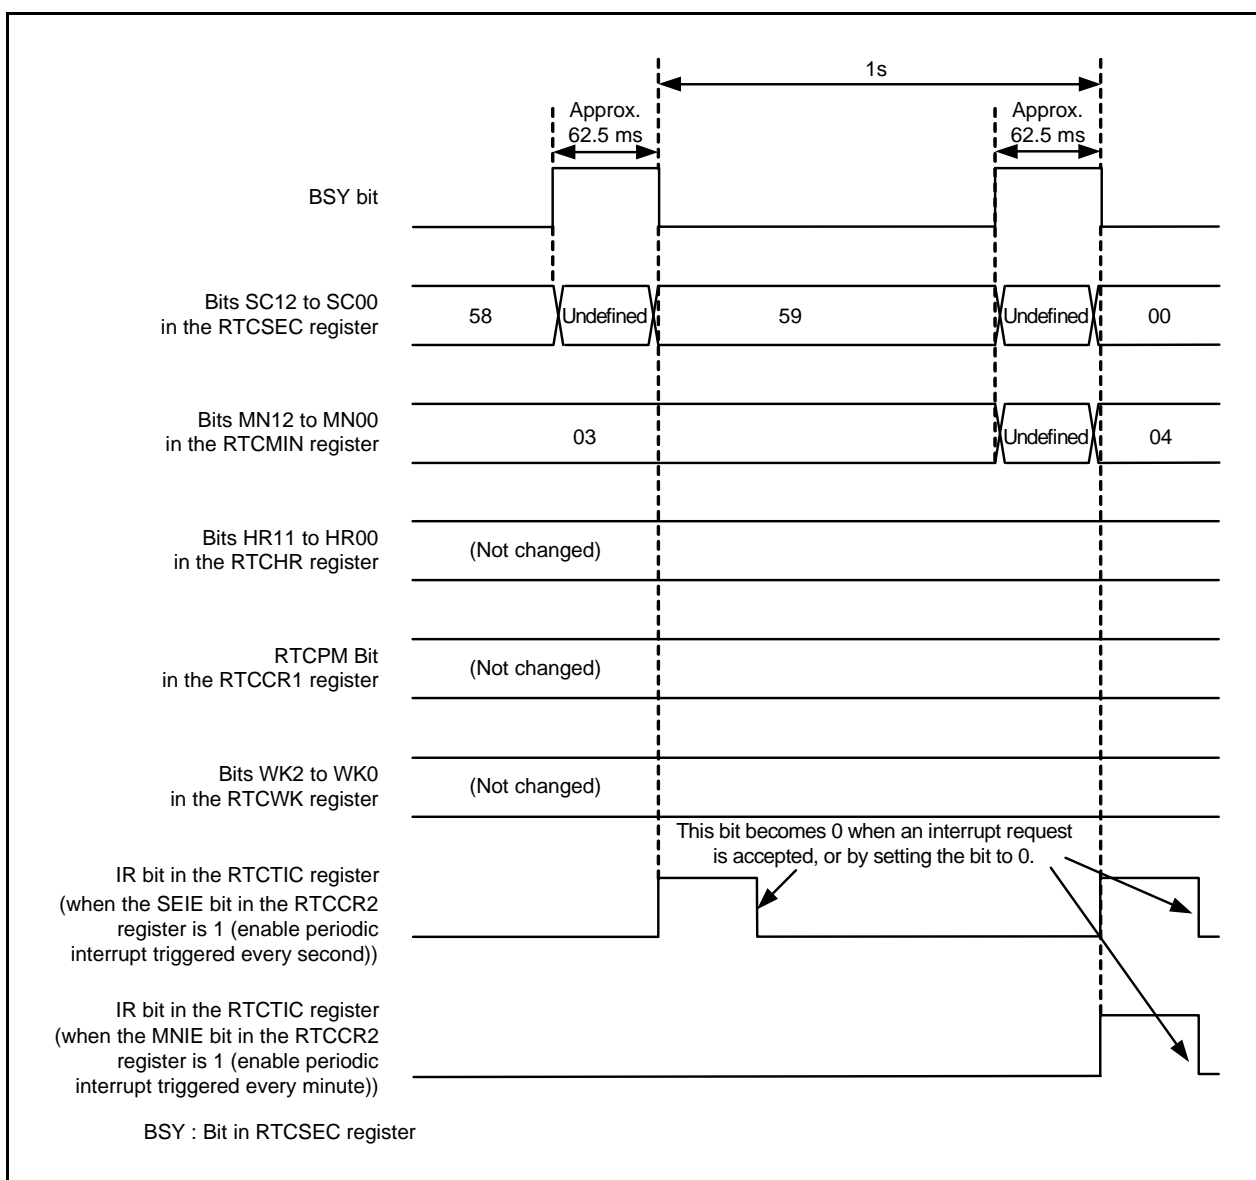 1s
Approx.
62.5 ms
Approx.
62.5 ms
BSY bit
Bits SC12 to SC00
in the RTCSEC register
58
Undefined
59
Undefined
00
Bits MN12 to MN00
in the RTCMIN register
03
Undefined
04
Bits HR11 to HR00
in the RTCHR register
(Not changed)
RTCPM Bit
in the RTCCR1 register
(Not changed)
Bits WK2 to WK0
in the RTCWK register
(Not changed)
This bit becomes 0 when an interrupt request
is accepted, or by setting the bit to 0.
IR bit in the RTCTIC register
(when the SEIE bit in the RTCCR2
register is 1 (enable periodic
interrupt triggered every second))
IR bit in the RTCTIC register
(when the MNIE bit in the RTCCR2
register is 1 (enable periodic
interrupt triggered every minute))
BSY : Bit in RTCSEC register